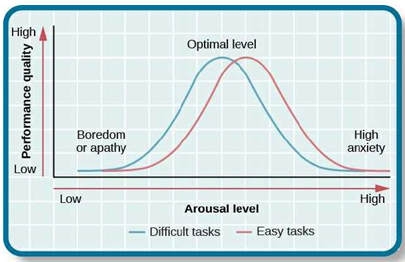 High
Performance quality
Low
Optimal level
Boredom
or apathy
High
anxiety
Low
High
Arousal level
Difficult tasks
Easy tasks